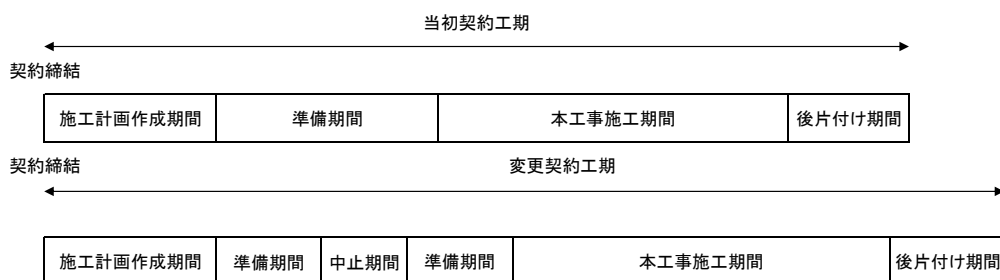 当初契約工期
契約締結
施工計画作成期間 準備期間 本工事施工期間 後片付け期間
契約締結 変更契約工期
施工計画作成期間 準備期間 中止期間 準備期間 本工事施工期間 後片付け期間